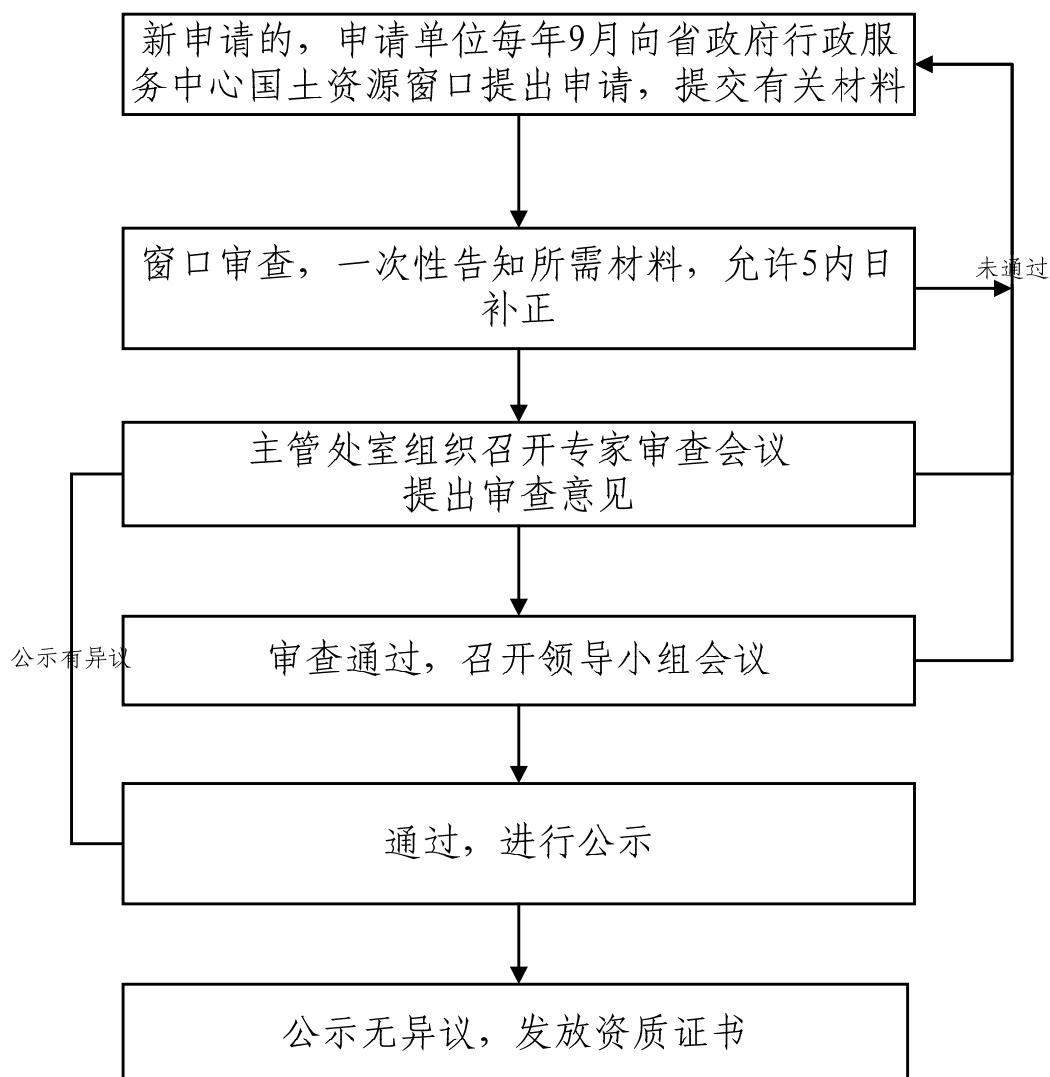 新申请的，申请单位每年9月向省政府行政服
务中心国土资源窗口提出申请，提交有关材料
窗口审查，一次性告知所需材料，允许5内日
补正
未通过
主管处室组织召开专家审查会议
提出审查意见
公示有异议
审查通过，召开领导小组会议
通过，进行公示
公示无异议，发放资质证书